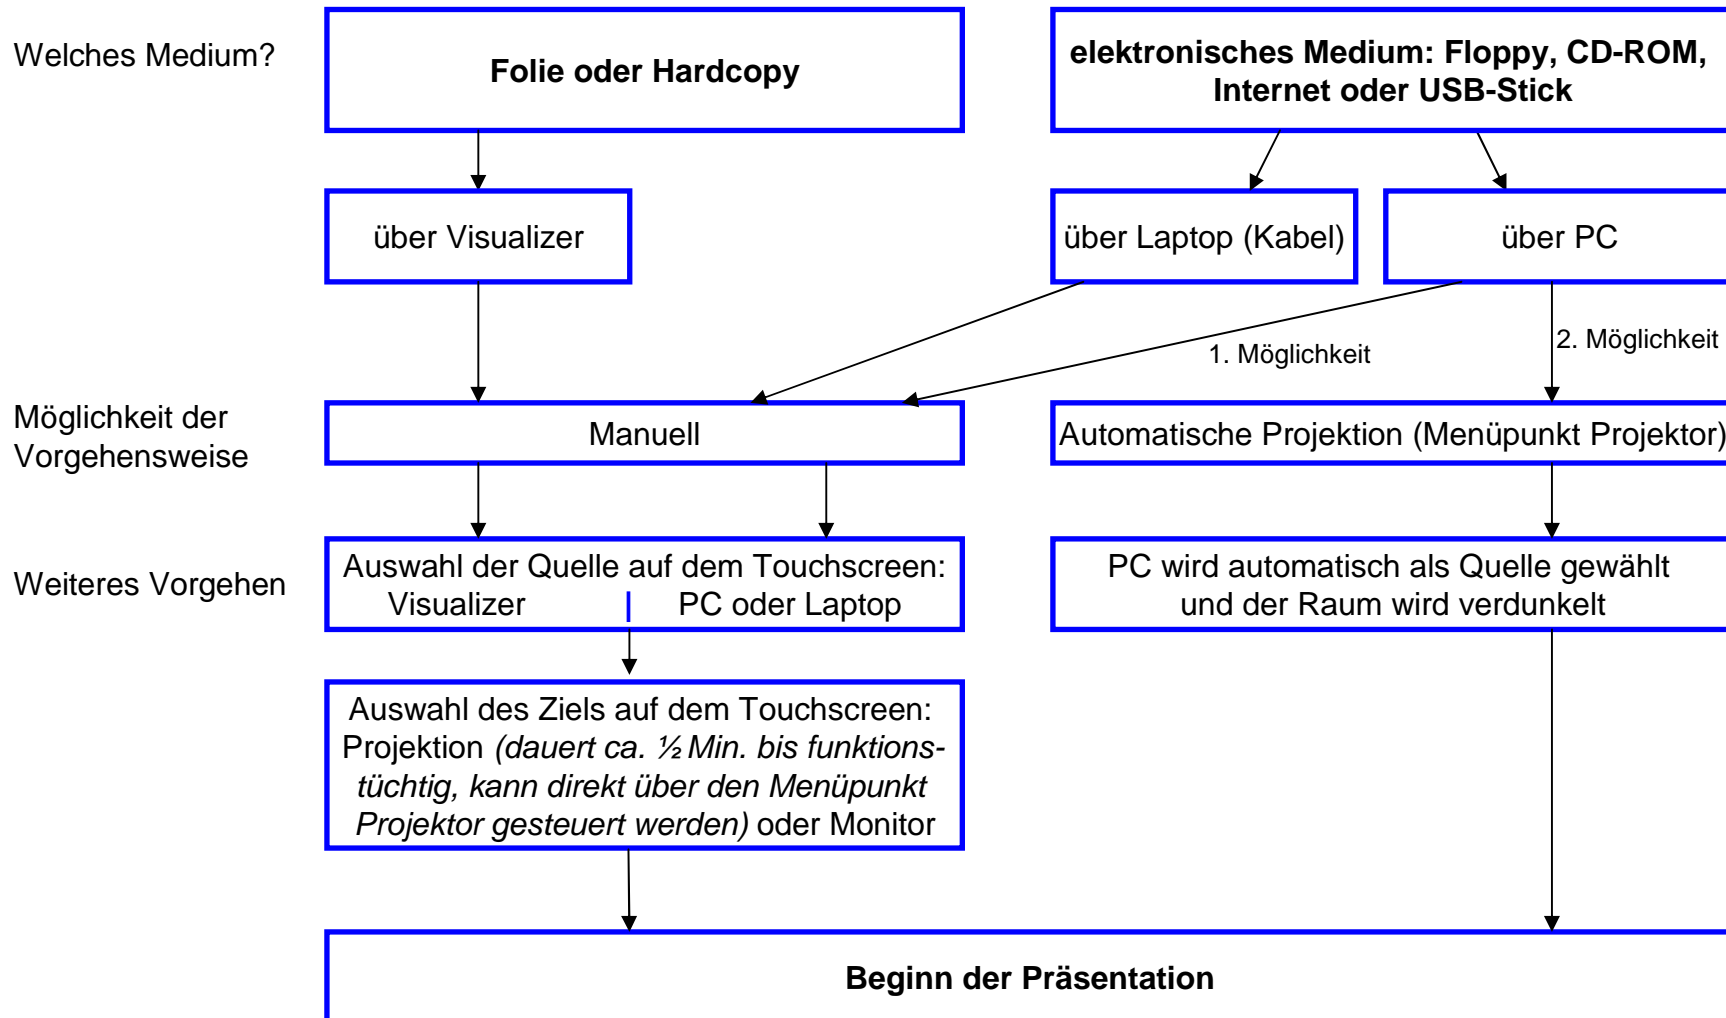 Welches Medium?
Folie oder Hardcopy
elektronisches Medium: Floppy, CD-ROM,
Internet oder USB-Stick
über Visualizer
über Laptop (Kabel)
über PC
1. Möglichkeit
2. Möglichkeit
Möglichkeit der
Vorgehensweise
Manuell
Automatische Projektion (Menüpunkt Projektor)
Weiteres Vorgehen
Auswahl der Quelle auf dem Touchscreen:
Visualizer | PC oder Laptop
PC wird automatisch als Quelle gewählt
und der Raum wird verdunkelt
Auswahl des Ziels auf dem Touchscreen:
Projektion (dauert ca. ½ Min. bis funktions-
tüchtig, kann direkt über den Menüpunkt
Projektor gesteuert werden) oder Monitor
Beginn der Präsentation